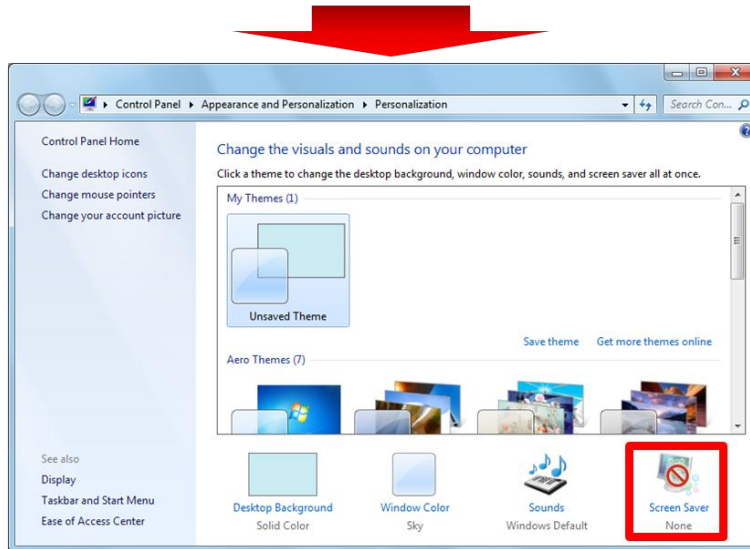 Control Panel ▸ Appearance and Personalization ▸ Personalization
Search Con...
Control Panel Home
Change desktop icons
Change mouse pointers
Change your account picture
Change the visuals and sounds on your computer
Click a theme to change the desktop background, window color, sounds, and screen saver all at once.
My Themes (1)
Unsaved Theme
Save theme Get more themes online
Aero Themes (7)
See also
Display
Taskbar and Start Menu
Ease of Access Center
Desktop Background
Solid Color
Window Color
Sky
Sounds
Windows Default
Screen Saver
None